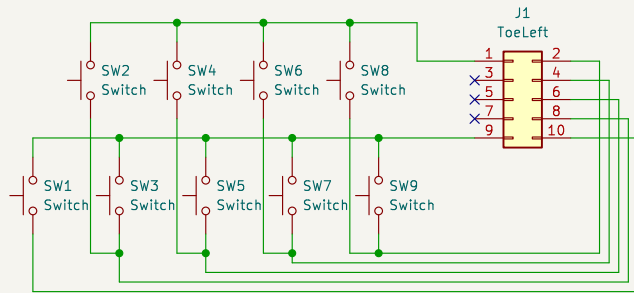 J1
ToeLeft
1 2
3 4
5 6
7 8
9 10
SW2
Switch
SW4
Switch
SW6
Switch
SW8
Switch
SW1
Switch
SW3
Switch
SW5
Switch
SW7
Switch
SW9
Switch